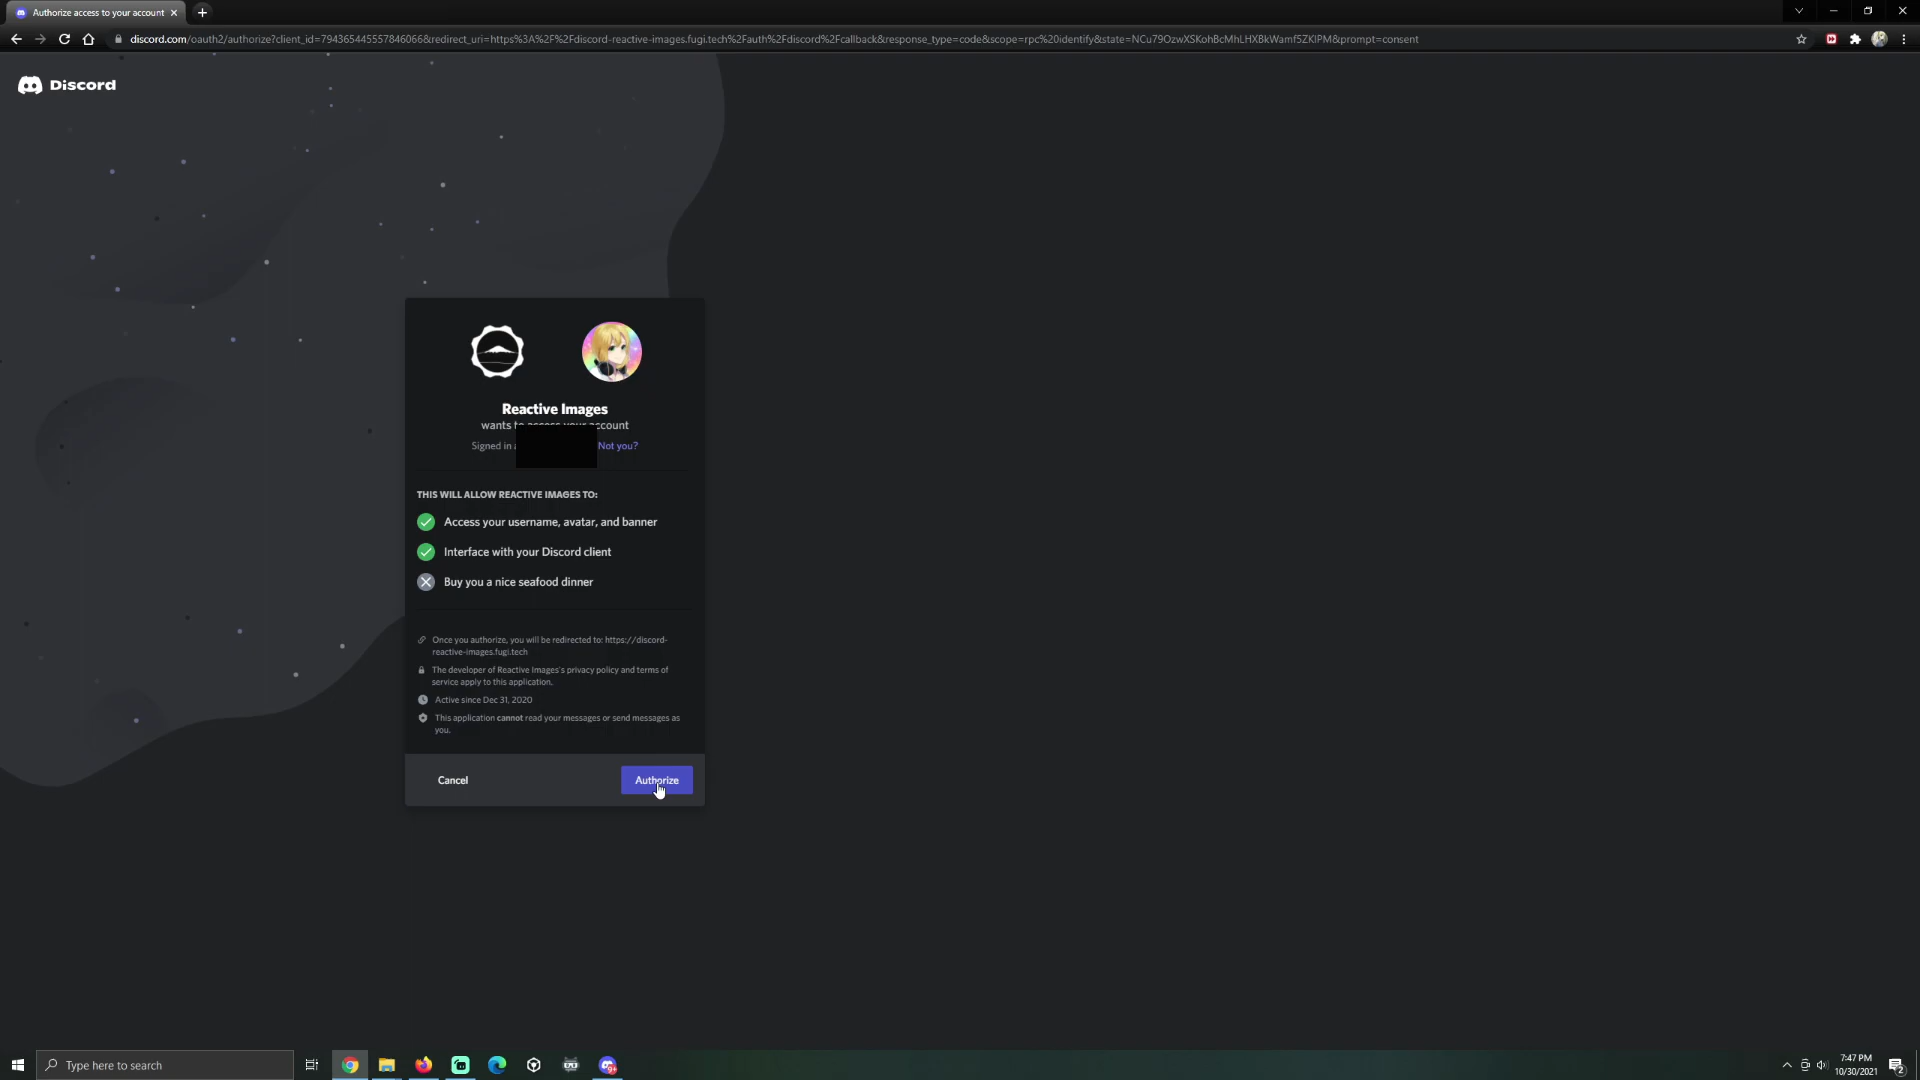 Authorize access to your account
discord.com/oauth2/authorize?client_id=794365445557846066&redirect_uri=https%3A%2F%2Fdiscord-reactive-images.fugi.tech%2Fauth%2Fdiscord%2Fcallback&response_type=code&scope=rpc%20identify&state=NCu79OzwXSKohBcMhLHXBkWamf5ZKIPM&prompt=consent
Discord
Reactive Images
wants to access your account
Signed in Not you?
THIS WILL ALLOW REACTIVE IMAGES TO:
Access your username, avatar, and banner
Interface with your Discord client
Buy you a nice seafood dinner
Once you authorize, you will be redirected to: https://discord-
reactive-images.fugi.tech
The developer of Reactive Images's privacy policy and terms of
service apply to this application.
Active since Dec 31, 2020
This application cannot read your messages or send messages as
you.
Cancel Authorize
Type here to search
9+
7:47 PM
10/30/2021
2